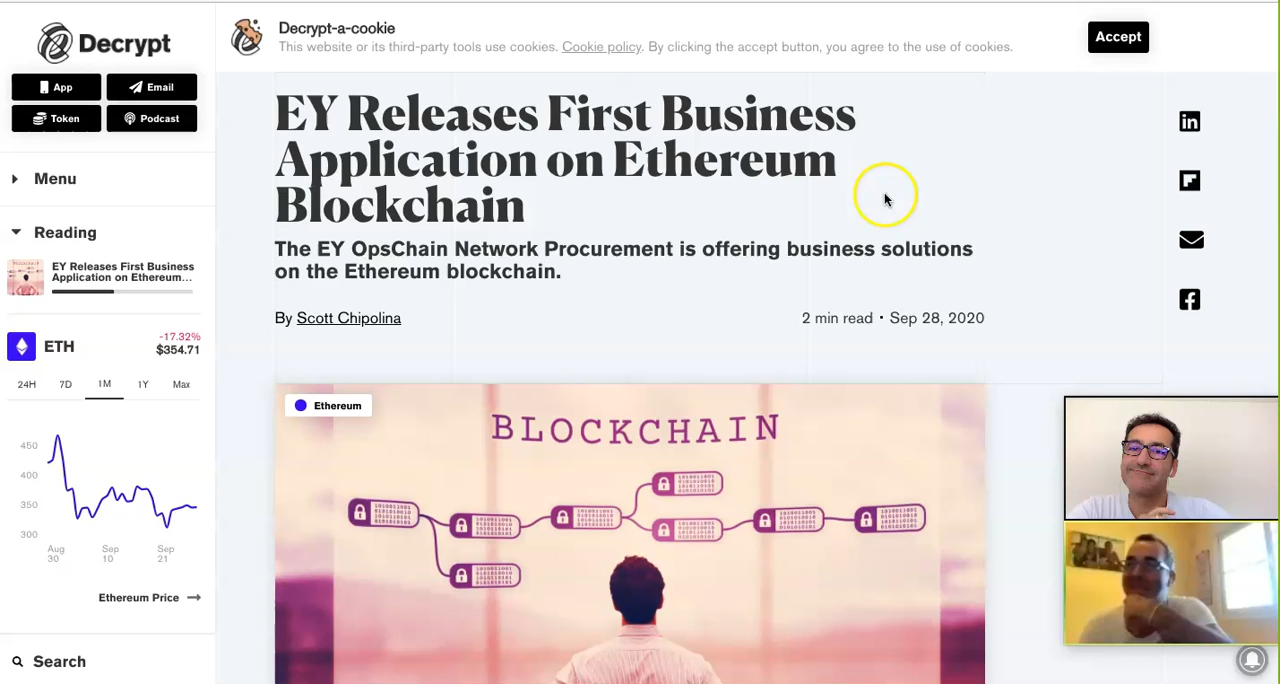 Decrypt
App
Email
Token
Podcast
Menu
Reading
EY Releases First Business
Application on Ethereum...
ETH
-17.32%
$354.71
24H
7D
1M
1Y
Max
450
400
350
300
Aug
30
Sep
10
Sep
21
Ethereum Price
Search
Decrypt-a-cookie
This website or its third-party tools use cookies. Cookie policy. By clicking the accept button, you agree to the use of cookies.
Accept
EY Releases First Business
Application on Ethereum
Blockchain
The EY OpsChain Network Procurement is offering business solutions
on the Ethereum blockchain.
By Scott Chipolina
2 min read • Sep 28, 2020
Ethereum
BLOCKCHAIN